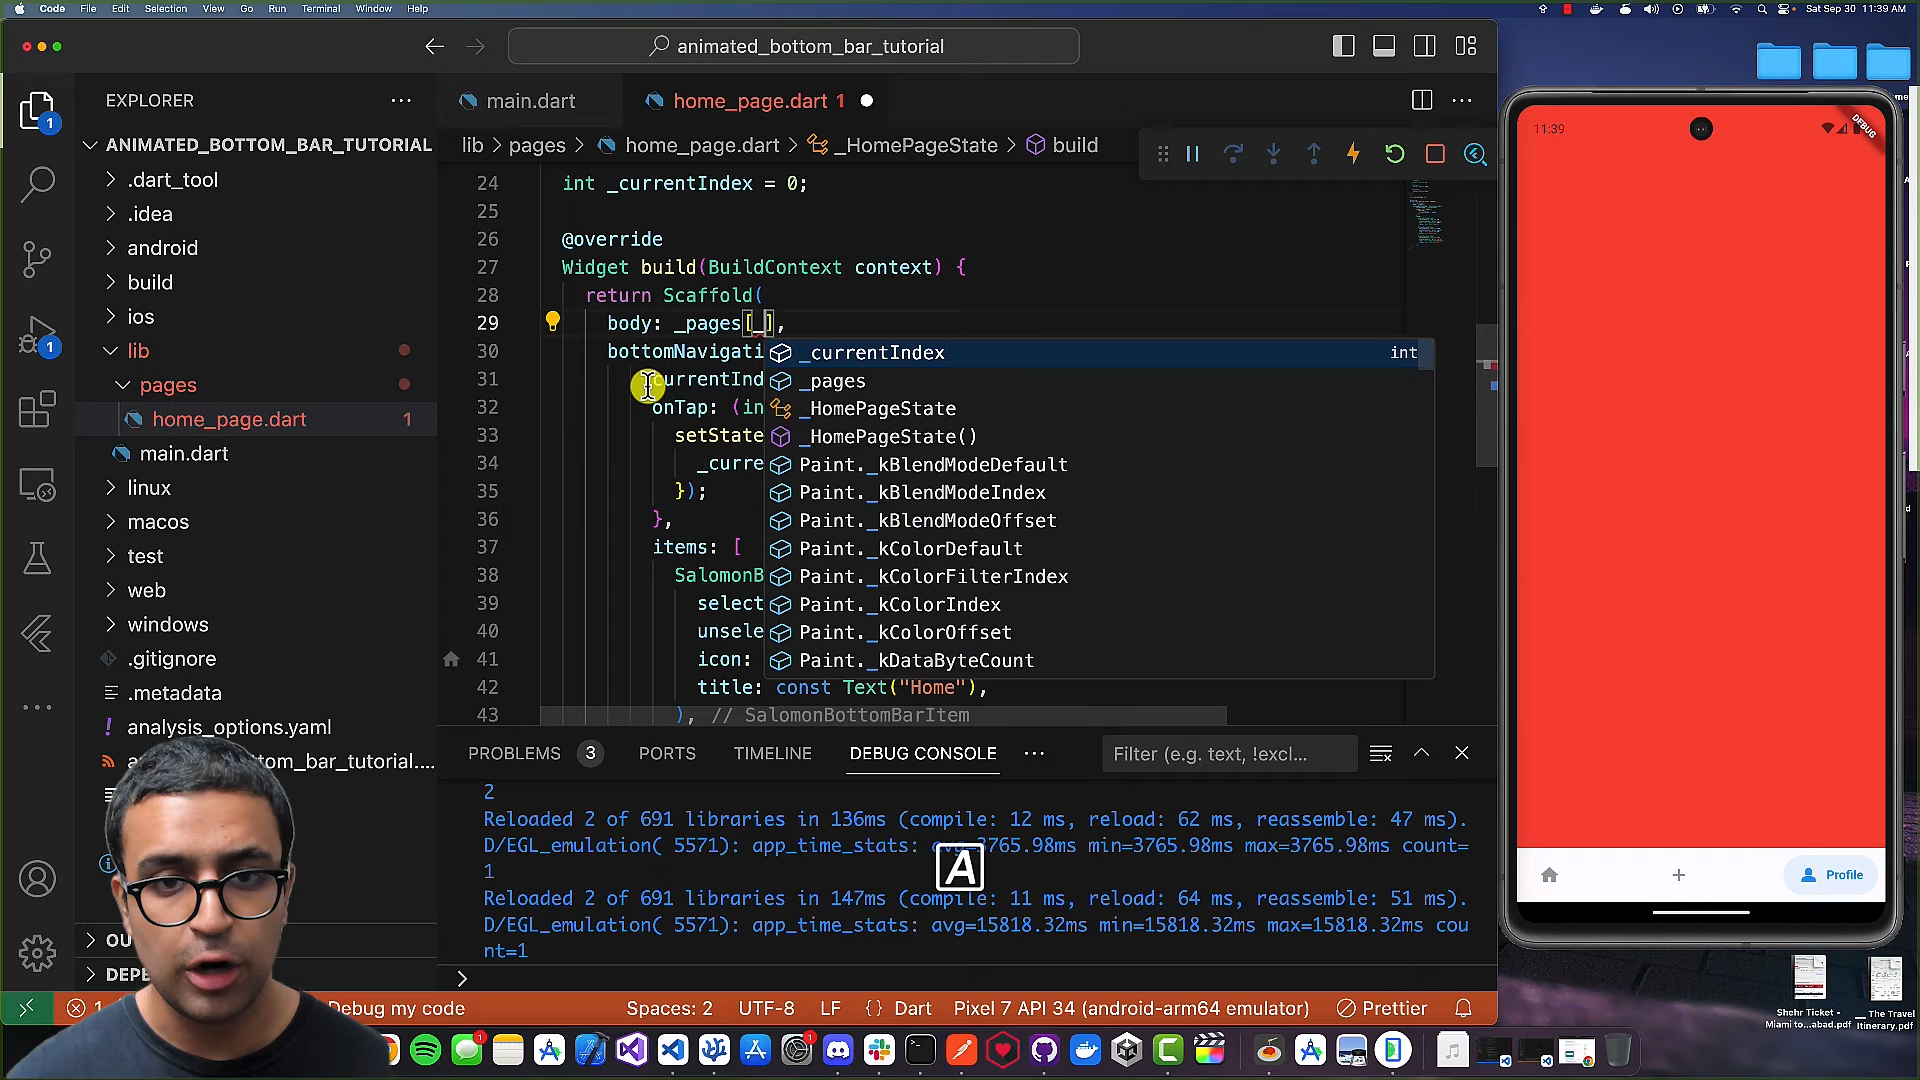 Code File Edit Selection View Go Run Terminal Window Help
Sat Sep 30 11:39 AM
animated_bottom_bar_tutorial
EXPLORER
main.dart
home_page.dart 1
ANIMATED_BOTTOM_BAR_TUTORIAL
lib > pages > home_page.dart > _HomePageState > build
.dart_tool
.idea
android
build
ios
lib
pages
home_page.dart 1
main.dart
linux
macos
test
web
windows
.gitignore
.metadata
analysis_options.yaml
tom_bar_tutorial....
OU
DEPE
1
1
24 int _currentIndex = 0;
25
26 @override
27 Widget build(BuildContext context) {
28 return Scaffold(
29 body: _pages[_],
30 bottomNavigati
31 currentInd
32 onTap: (in
33 setState
34 _curre
35 });
36 },
37 items: [
38 SalomonB
39 select
40 unsele
41 icon:
42 title: const Text("Home"),
43 ), // SalomonBottomBarItem
_currentIndex int
_pages
_HomePageState
_HomePageState()
Paint._kBlendModeDefault
Paint._kBlendModeIndex
Paint._kBlendModeOffset
Paint._kColorDefault
Paint._kColorFilterIndex
Paint._kColorIndex
Paint._kColorOffset
Paint._kDataByteCount
PROBLEMS 3 PORTS TIMELINE DEBUG CONSOLE
Filter (e.g. text, !excl...
2
Reloaded 2 of 691 libraries in 136ms (compile: 12 ms, reload: 62 ms, reassemble: 47 ms).
D/EGL_emulation( 5571): app_time_stats: avg=3765.98ms min=3765.98ms max=3765.98ms count=
1
Reloaded 2 of 691 libraries in 147ms (compile: 11 ms, reload: 64 ms, reassemble: 51 ms).
D/EGL_emulation( 5571): app_time_stats: avg=15818.32ms min=15818.32ms max=15818.32ms cou
nt=1
A
1
Debug my code
Spaces: 2 UTF-8 LF {} Dart Pixel 7 API 34 (android-arm64 emulator) Prettier
11:39
DEBUG
Profile
Shehr Ticket -
Miami to...abad.pdf
__ The Travel
Itinerary.pdf
1
1